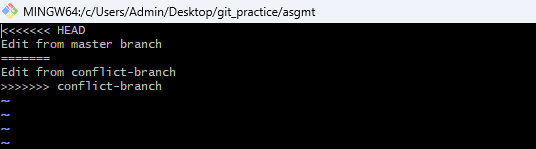 MINGW64:/c/Users/Admin/Desktop/git_practice/asgmt
<<<<<<< HEAD
Edit from master branch
=======
Edit from conflict-branch
>>>>>>> conflict-branch
~
~
~
~